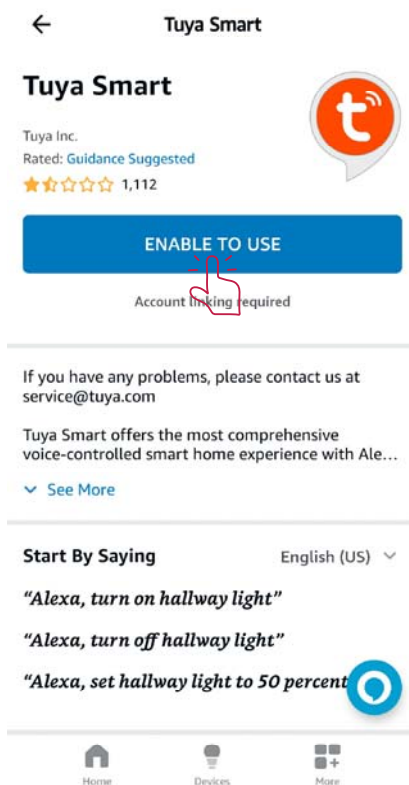 Tuya Smart
Tuya Smart
Tuya Inc.
Rated: Guidance Suggested
1,112
ENABLE TO USE
Account linking required
If you have any problems, please contact us at
service@tuya.com
Tuya Smart offers the most comprehensive
voice-controlled smart home experience with Ale...
See More
Start By Saying
English (US)
“Alexa, turn on hallway light”
“Alexa, turn off hallway light”
“Alexa, set hallway light to 50 percent
Home
Devices
More